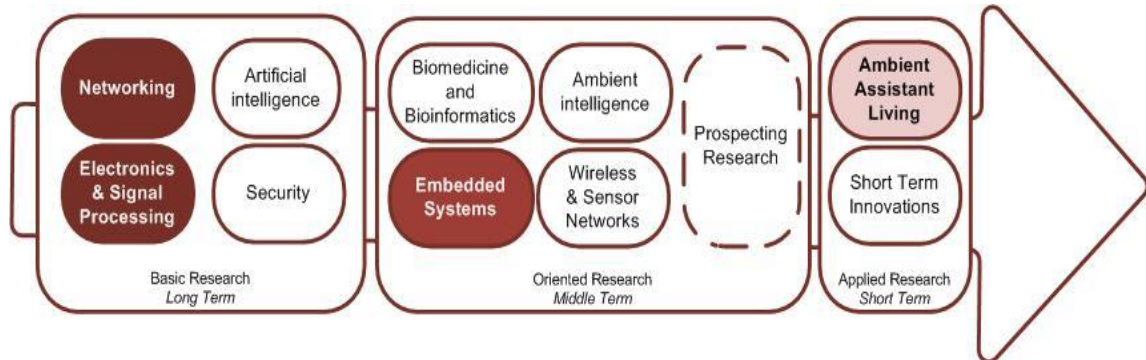 Networking
Artificial
intelligence
Electronics
& Signal
Processing
Security
Basic Research
Long Term
Biomedicine
and
Bioinformatics
Ambient
intelligence
Embedded
Systems
Wireless
& Sensor
Networks
Prospecting
Research
Oriented Research
Middle Term
Ambient
Assistant
Living
Short Term
Innovations
Applied Research
Short Term